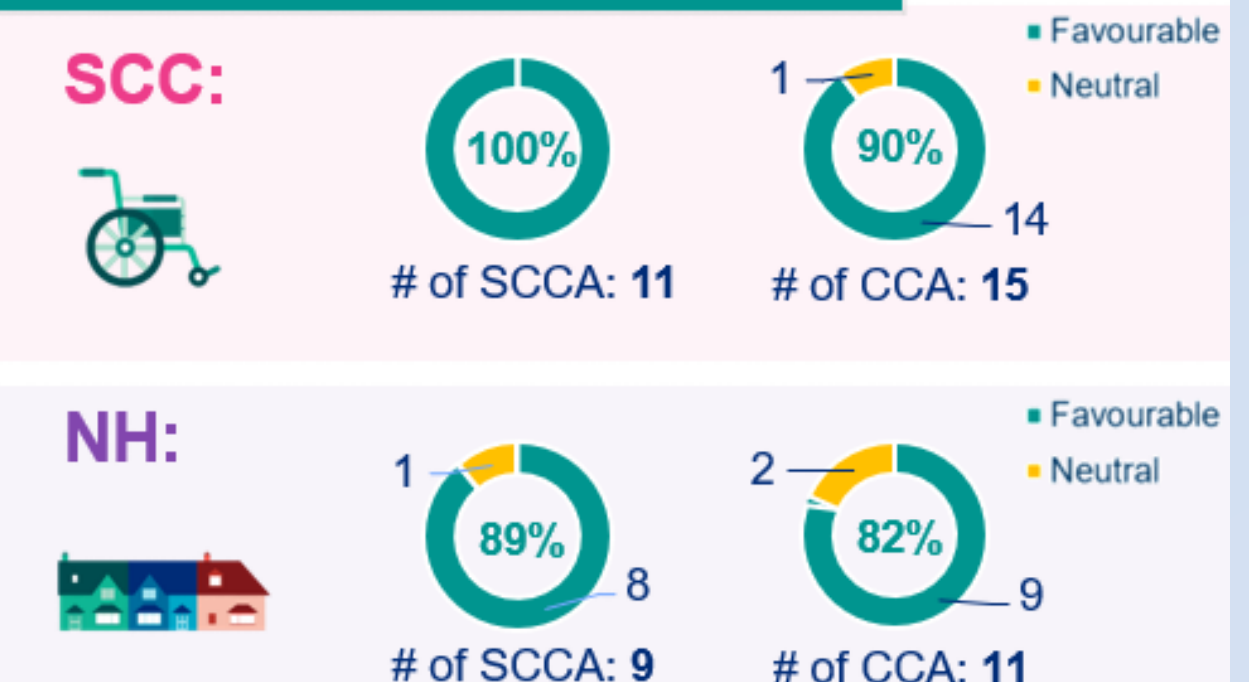 SCC:
100%
# of SCCA: 11
1
90%
14
# of CCA: 15
Favourable
Neutral
NH:
1
89%
8
# of SCCA: 9
2
82%
9
# of CCA: 11
Favourable
Neutral